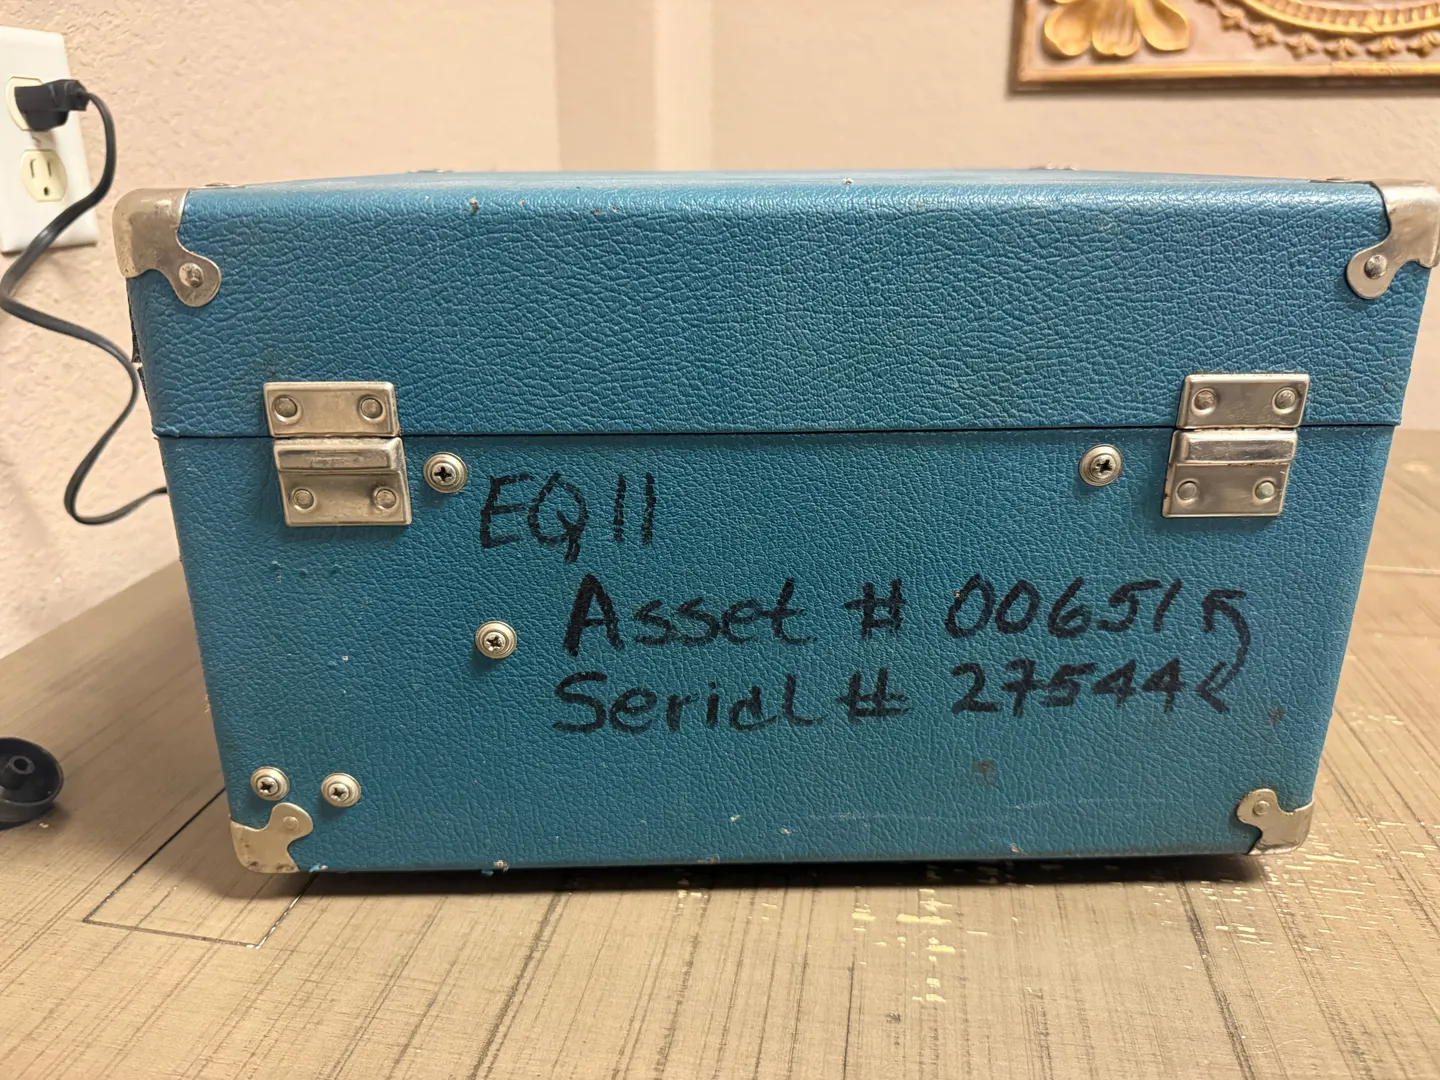 EQ11
Asset # 00651
Serial # 27544